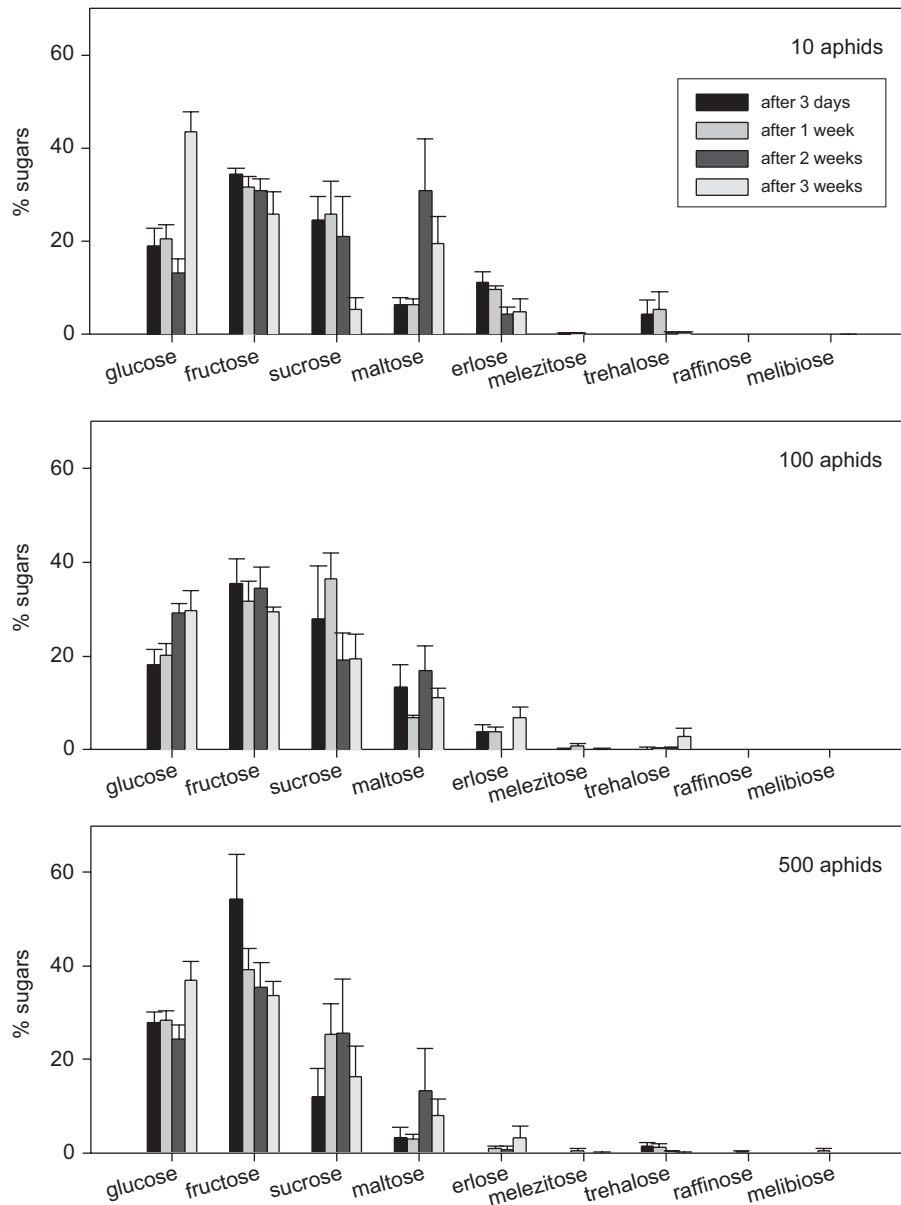 10 aphids
after 3 days
after 1 week
after 2 weeks
after 3 weeks
% sugars
60
40
20
0
glucose fructose sucrose maltose erlose melezitose trehalose raffinose melibiose
100 aphids
% sugars
60
40
20
0
glucose fructose sucrose maltose erlose melezitose trehalose raffinose melibiose
500 aphids
% sugars
60
40
20
0
glucose fructose sucrose maltose erlose melezitose trehalose raffinose melibiose